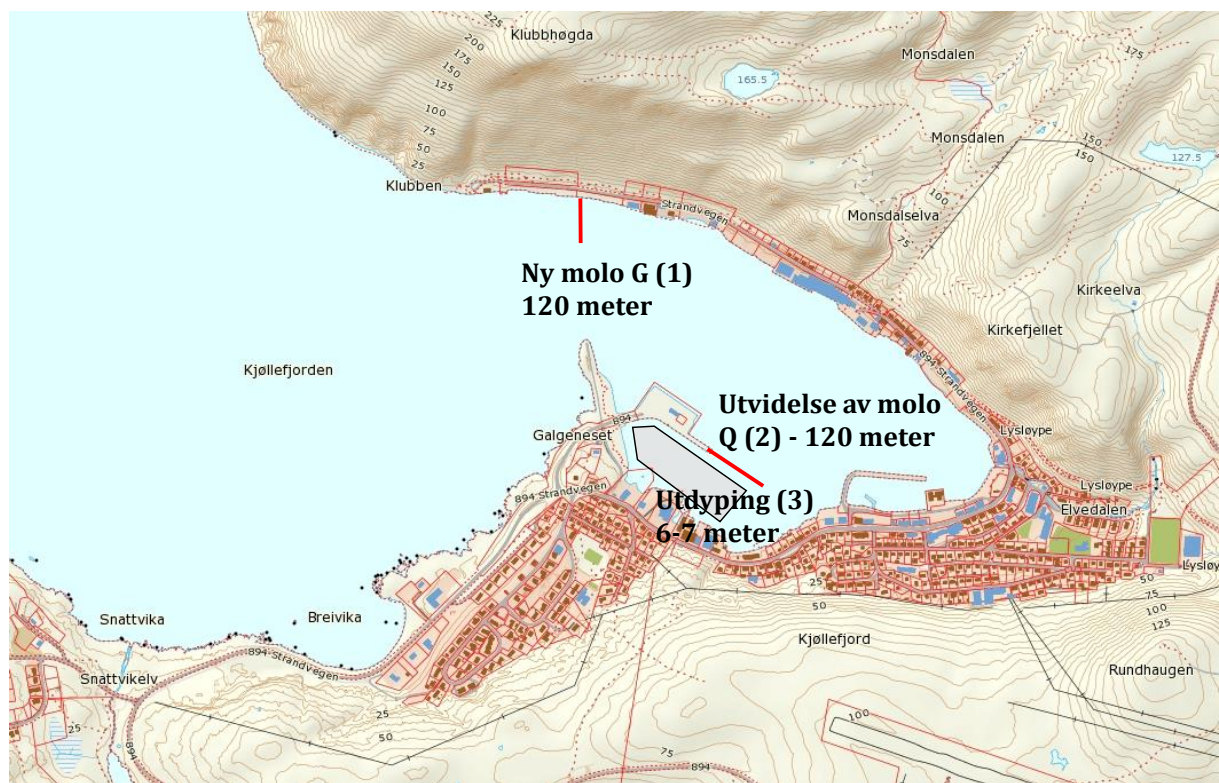 225
Klubbhøgda
200
175
150
125
100
75
50
25
165.5
Monsdalen
175
Monsdalen
150
150
127.5
Klubben
Strandvegen
100
Monsdalselva
75
Ny molo G (1)
120 meter
Kirkeelva
Kirkefjellet
894 Strandvegen
Kjøllefjorden
Utvidelse av molo
Q (2) - 120 meter
894
Galgeneset
Lysløype
894 Strandvegen
Utdyping (3)
6-7 meter
Lysløype
Elvedalen
Lysløy
50
75
100
125
25
50
Snattvika
Breivika
Kjøllefjord
894 Strandvegen
Snattvikelv
Rundhaugen
25
25
50
100
894
75
894